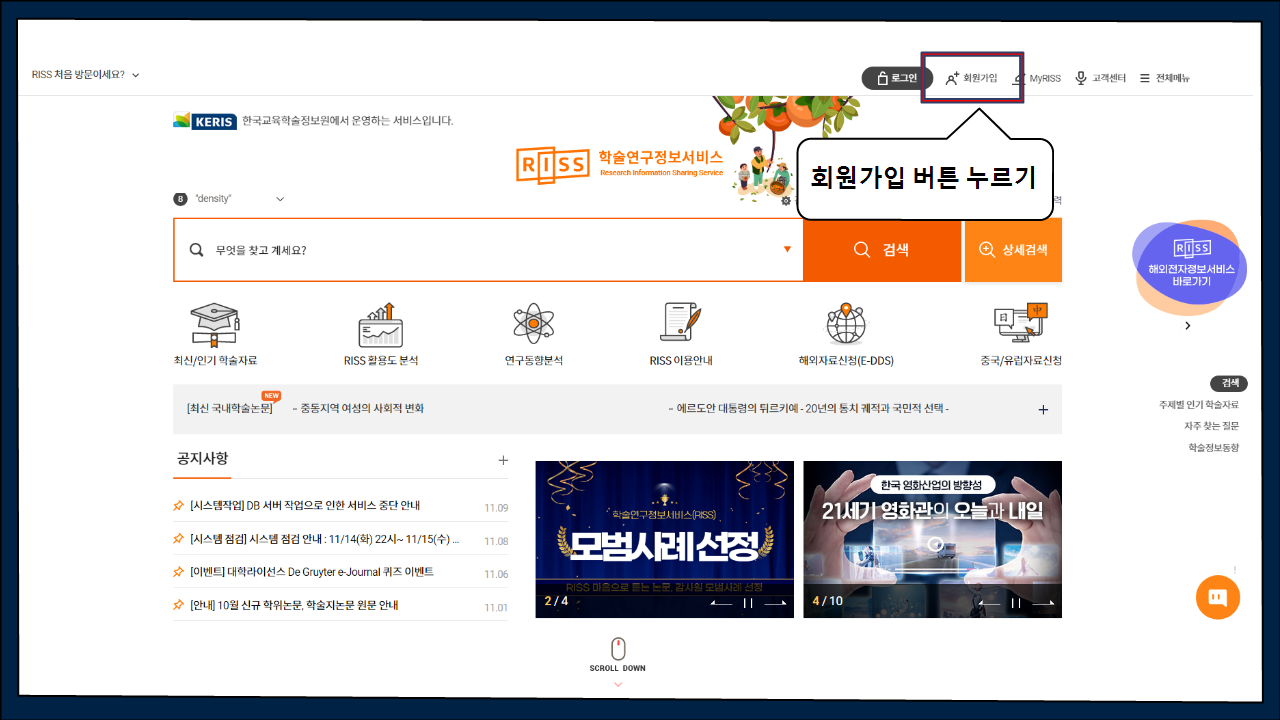 RISS 처음 방문이세요?
로그인
회원가입
MyRISS
고객센터
전체메뉴
KERIS 한국교육학술정보원에서 운영하는 서비스입니다.
RISS 학술연구정보서비스
Research Information Sharing Service
회원가입 버튼 누르기
8 "density"
무엇을 찾고 계세요?
검색
상세검색
RISS
해외전자정보서비스
바로가기
최신/인기 학술자료
RISS 활용도 분석
연구동향분석
RISS 이용안내
해외자료신청(E-DDS)
중국/유럽자료신청
日
中
NEW
[최신 국내학술논문]
- 중동지역 여성의 사회적 변화
- 에르도안 대통령의 튀르키예 - 20년의 통치 궤적과 국민적 선택 -
검색
주제별 인기 학술자료
자주 찾는 질문
학술정보동향
공지사항
[시스템작업] DB 서버 작업으로 인한 서비스 중단 안내
11.09
[시스템 점검] 시스템 점검 안내 : 11/14(화) 22시~ 11/15(수) ...
11.08
[이벤트] 대학라이선스 De Gruyter e-Journal 퀴즈 이벤트
11.06
[안내] 10월 신규 학위논문, 학술지논문 원문 안내
11.01
학술연구정보서비스(RISS)
모범사례 선정
2 / 4
한국 영화산업의 방향성
21세기 영화관의 오늘과 내일
4 / 10
SCROLL DOWN